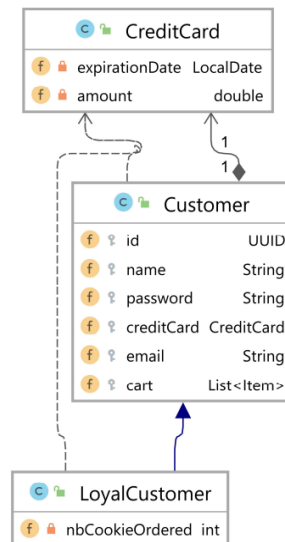 C CreditCard
f expirationDate LocalDate
f amount double
1
1
C Customer
f id UUID
f name String
f password String
f creditCard CreditCard
f email String
f cart List<Item>
C LoyalCustomer
f nbCookieOrdered int